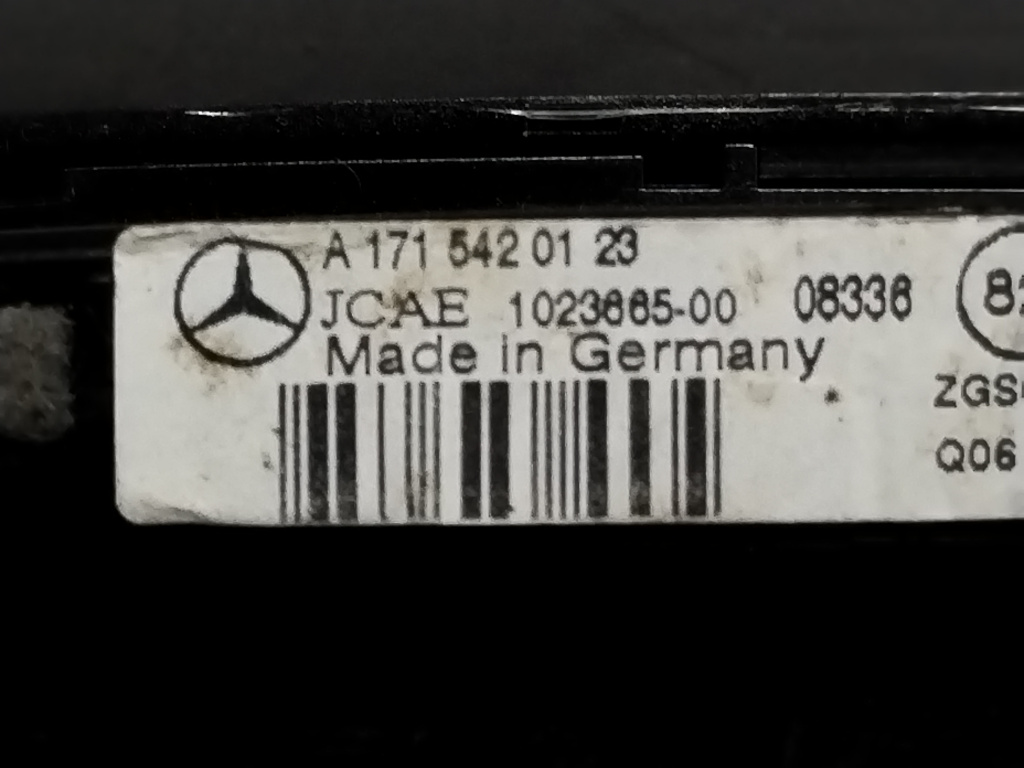 A 171 542 01 23
JCAE 1023665-00 08336
Made in Germany
ZGS
Q06